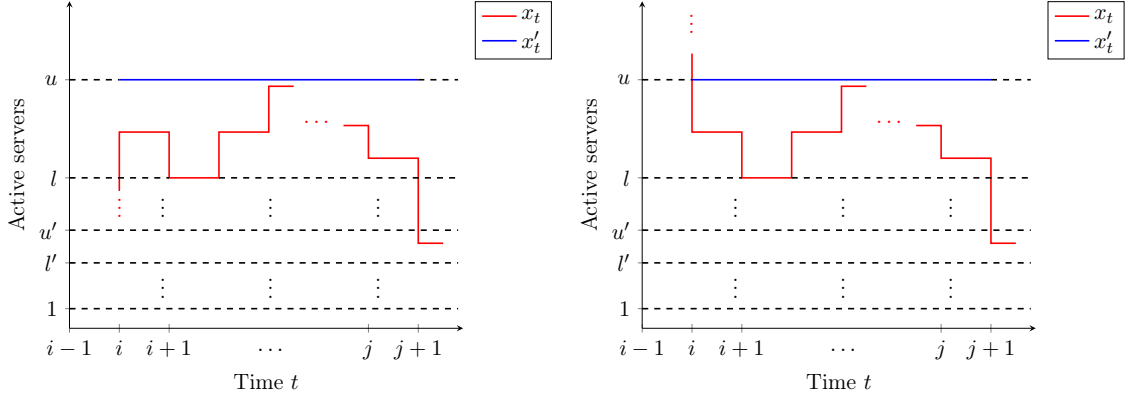 x_t
x'_t
u
l
u'
l'
1
Active servers
i − 1
i
i + 1
⋯
j
j + 1
Time t
x_t
x'_t
u
l
u'
l'
1
Active servers
i − 1
i
i + 1
⋯
j
j + 1
Time t